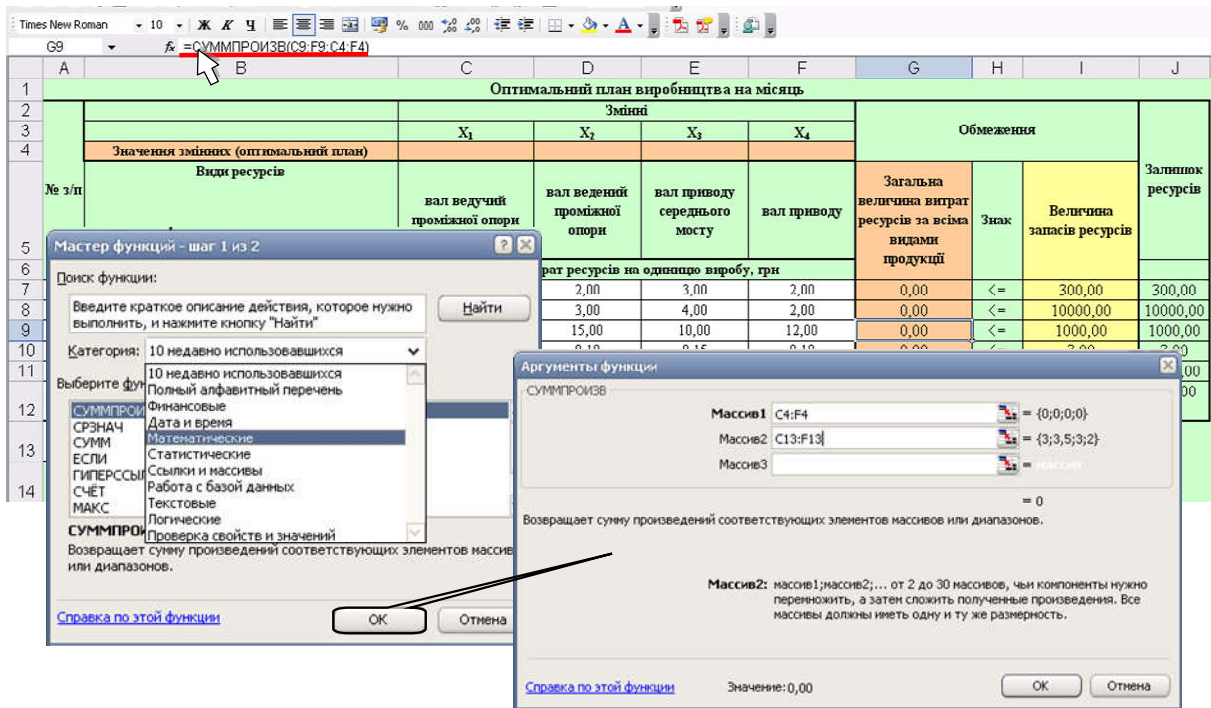 Times New Roman 10 Ж К Ч % 000
G9 fx =СУММПРОИЗВ(C9:F9;C4:F4)
A B C D E F G H I J
1 Оптимальний план виробництва на місяць
2 Змінні
3 X1 X2 X3 X4 Обмеження
4 Значення змінних (оптимальний план)
Види ресурсів
№ з/п
вал ведучий проміжної опори
вал ведений проміжної опори
вал приводу середнього мосту
вал приводу
Загальна величина витрат ресурсів за всіма видами продукції
Знак
Величина запасів ресурсів
Залишок ресурсів
5
6 рат ресурсів на одиницю виробу, грн
7 2,00 3,00 2,00 0,00 <= 300,00 300,00
8 3,00 4,00 2,00 0,00 <= 10000,00 10000,00
9 15,00 10,00 12,00 0,00 <= 1000,00 1000,00
10
11 ,00
12 00
13
14
Мастер функций - шаг 1 из 2
Поиск функции:
Введите краткое описание действия, которое нужно
выполнить, и нажмите кнопку "Найти"
Найти
Категория: 10 недавно использовавшихся
10 недавно использовавшихся
Полный алфавитный перечень
Финансовые
Дата и время
Математические
Статистические
Ссылки и массивы
Работа с базой данных
Текстовые
Логические
Проверка свойств и значений
Выберите фун
СУММПРОИ
СРЗНАЧ
СУММ
ЕСЛИ
ГИПЕРССЫЛ
СЧЁТ
МАКС
СУММПРОИ
Возвращает сумму произведений соответствующих элементов массив
или диапазонов.
Справка по этой функции
OK Отмена
Аргументы функции
СУММПРОИЗВ
Массив1 C4:F4 = {0;0;0;0}
Массив2 C13:F13 = {3;3,5;3;2}
Массив3 = массив
= 0
Возвращает сумму произведений соответствующих элементов массивов или диапазонов.
Массив2: массив1;массив2;... от 2 до 30 массивов, чьи компоненты нужно
перемножить, а затем сложить полученные произведения. Все
массивы должны иметь одну и ту же размерность.
Справка по этой функции Значение:0,00 OK Отмена